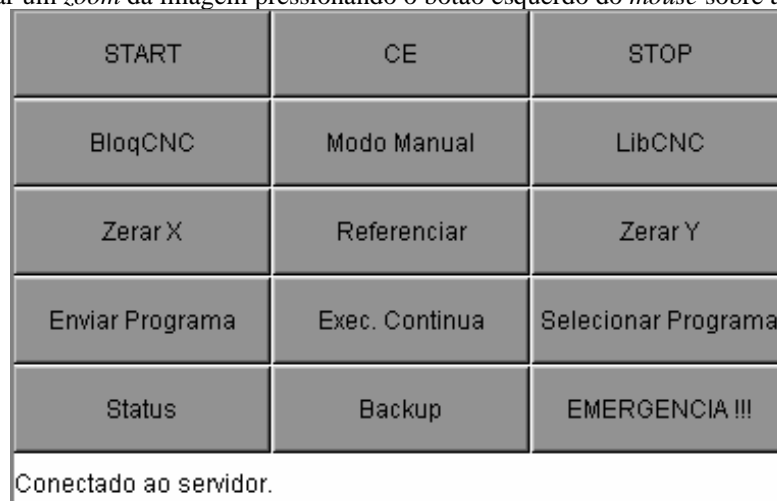 um zoom da imagem pressionando o botão esquerdo do mouse sobre
START CE STOP
BloqCNC Modo Manual LibCNC
Zerar X Referenciar Zerar Y
Enviar Programa Exec. Continua Selecionar Programa
Status Backup EMERGENCIA !!!
Conectado ao servidor.